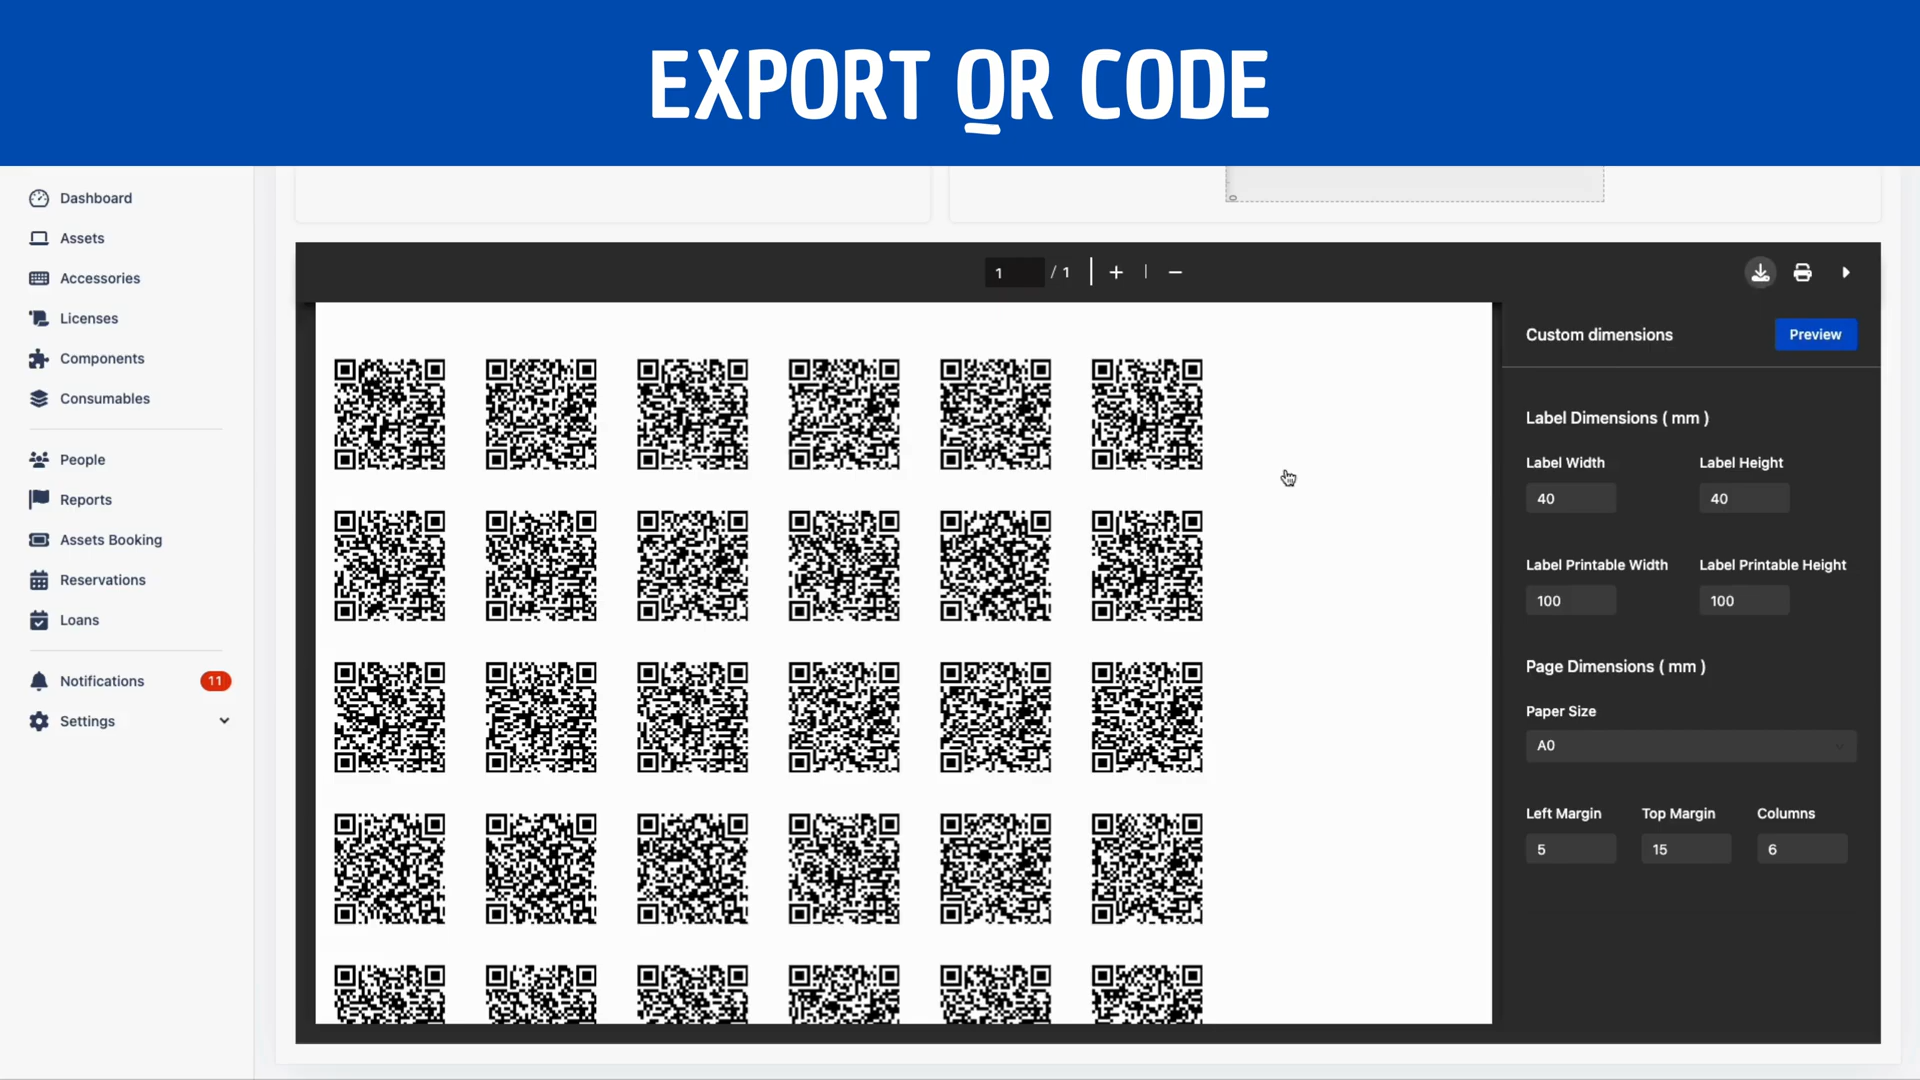 EXPORT QR CODE
Dashboard
Assets
Accessories
Licenses
Components
Consumables
People
Reports
Assets Booking
Reservations
Loans
Notifications 11
Settings
1 / 1
Custom dimensions Preview
Label Dimensions ( mm )
Label Width Label Height
40 40
Label Printable Width Label Printable Height
100 100
Page Dimensions ( mm )
Paper Size
A0
Left Margin Top Margin Columns
5 15 6